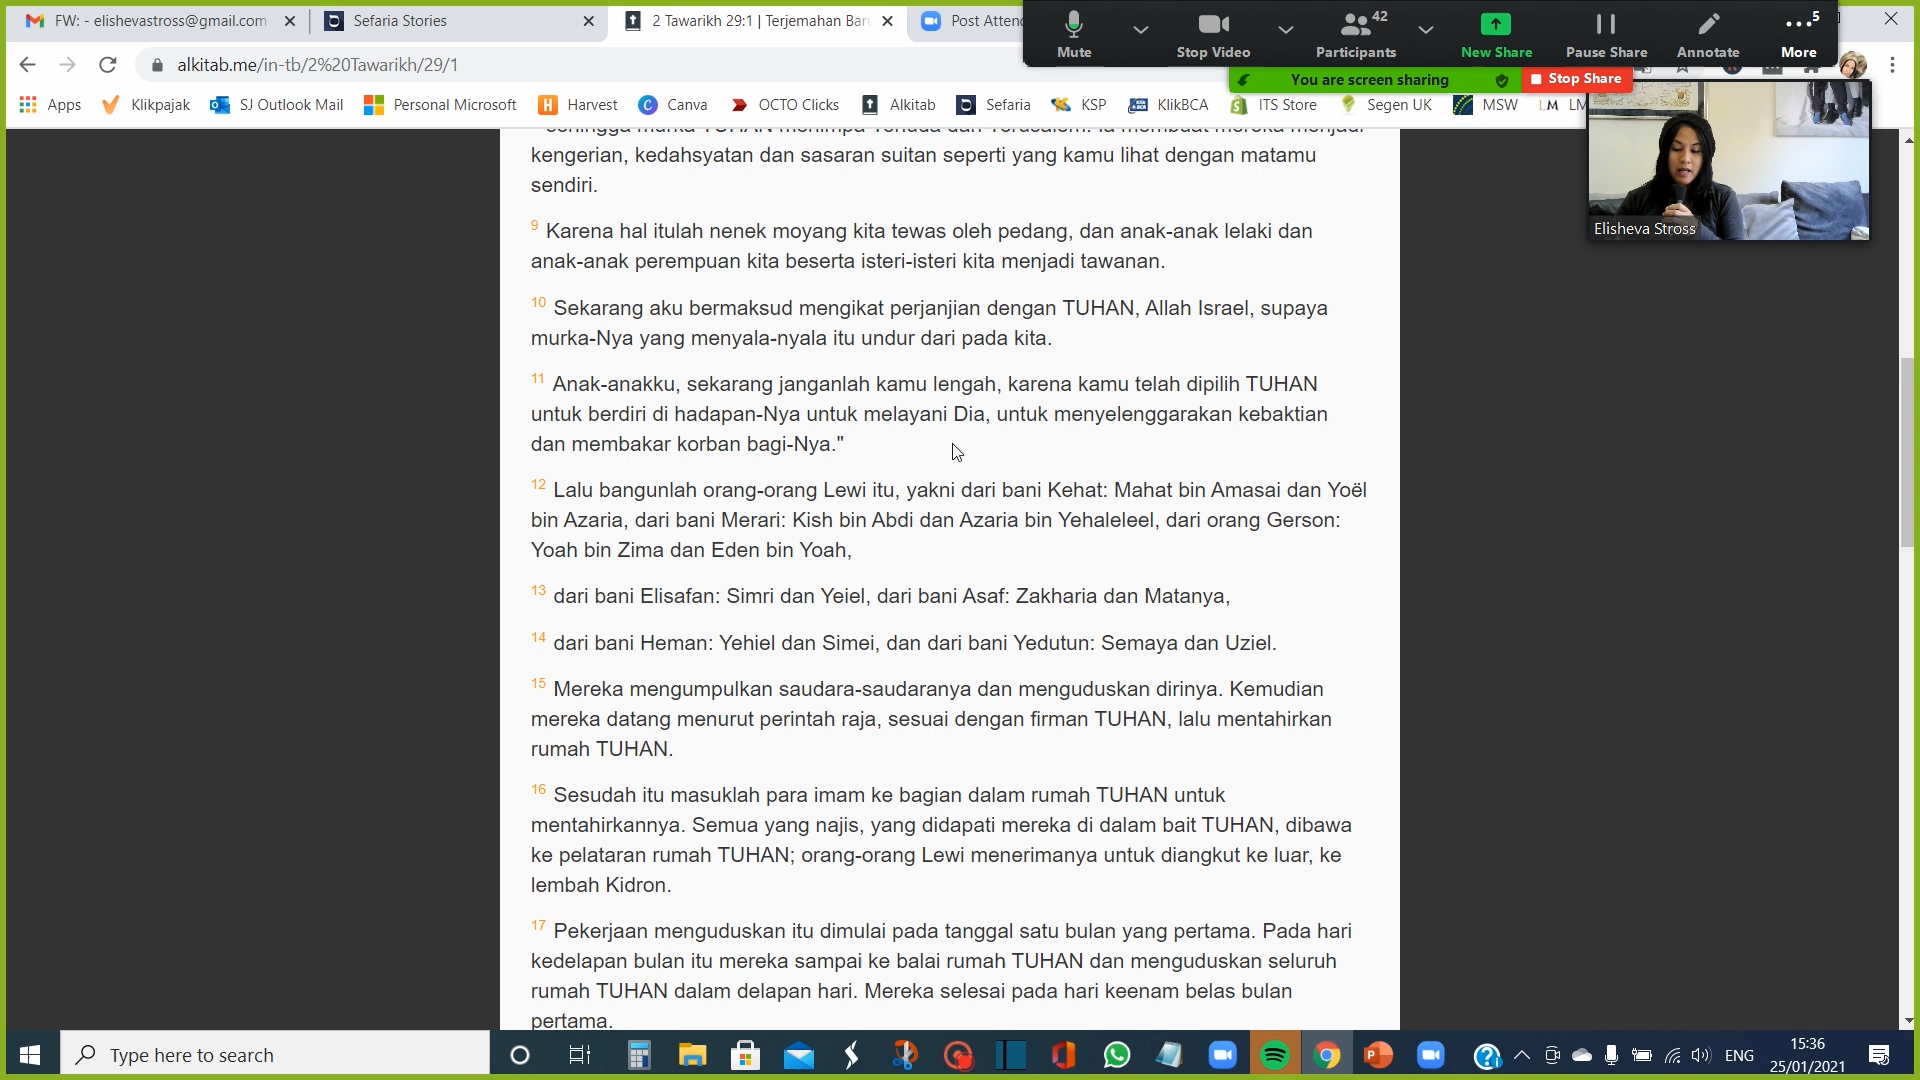 FW: - elishevastross@gmail.com
Sefaria Stories
2 Tawarikh 29:1 | Terjemahan Baru
Post Attend
42
5
Mute
Stop Video
Participants
New Share
Pause Share
Annotate
More
alkitab.me/in-tb/2%20Tawarikh/29/1
You are screen sharing
Stop Share
Apps
Klikpajak
SJ Outlook Mail
Personal Microsoft
Harvest
Canva
OCTO Clicks
Alkitab
Sefaria
KSP
KlikBCA
ITS Store
Segen UK
MSW
LM
Elisheva Stross
sehingga murka TUHAN menimpa Yehuda dan Yerusalem. Ia membuat mereka menjadi
kengerian, kedahsyatan dan sasaran suitan seperti yang kamu lihat dengan matamu
sendiri.
9 Karena hal itulah nenek moyang kita tewas oleh pedang, dan anak-anak lelaki dan
anak-anak perempuan kita beserta isteri-isteri kita menjadi tawanan.
10 Sekarang aku bermaksud mengikat perjanjian dengan TUHAN, Allah Israel, supaya
murka-Nya yang menyala-nyala itu undur dari pada kita.
11 Anak-anakku, sekarang janganlah kamu lengah, karena kamu telah dipilih TUHAN
untuk berdiri di hadapan-Nya untuk melayani Dia, untuk menyelenggarakan kebaktian
dan membakar korban bagi-Nya."
12 Lalu bangunlah orang-orang Lewi itu, yakni dari bani Kehat: Mahat bin Amasai dan Yoël
bin Azaria, dari bani Merari: Kish bin Abdi dan Azaria bin Yehaleleel, dari orang Gerson:
Yoah bin Zima dan Eden bin Yoah,
13 dari bani Elisafan: Simri dan Yeiel, dari bani Asaf: Zakharia dan Matanya,
14 dari bani Heman: Yehiel dan Simei, dan dari bani Yedutun: Semaya dan Uziel.
15 Mereka mengumpulkan saudara-saudaranya dan menguduskan dirinya. Kemudian
mereka datang menurut perintah raja, sesuai dengan firman TUHAN, lalu mentahirkan
rumah TUHAN.
16 Sesudah itu masuklah para imam ke bagian dalam rumah TUHAN untuk
mentahirkannya. Semua yang najis, yang didapati mereka di dalam bait TUHAN, dibawa
ke pelataran rumah TUHAN; orang-orang Lewi menerimanya untuk diangkut ke luar, ke
lembah Kidron.
17 Pekerjaan menguduskan itu dimulai pada tanggal satu bulan yang pertama. Pada hari
kedelapan bulan itu mereka sampai ke balai rumah TUHAN dan menguduskan seluruh
rumah TUHAN dalam delapan hari. Mereka selesai pada hari keenam belas bulan
pertama.
Type here to search
ENG
15:36
25/01/2021